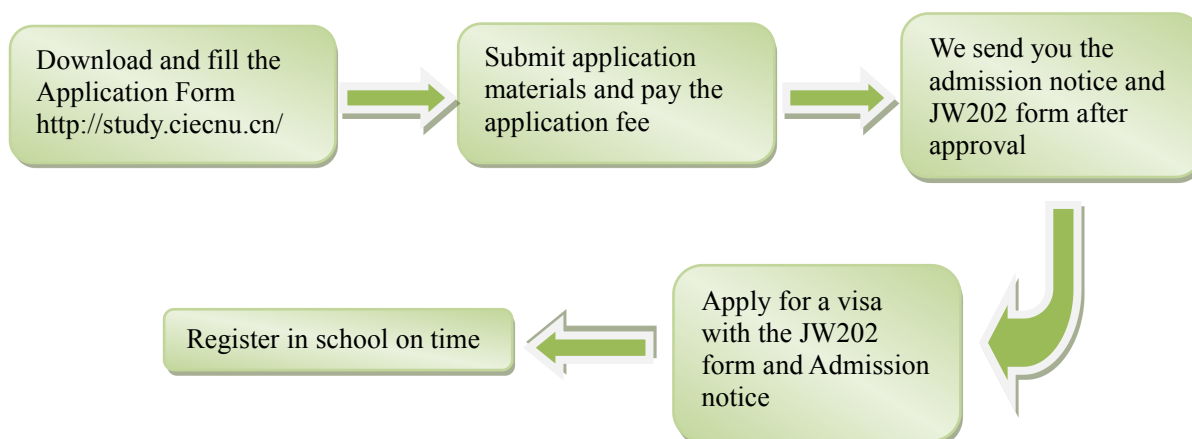 Download and fill the
Application Form
http://study.ciecnu.cn/
Submit application
materials and pay the
application fee
We send you the
admission notice and
JW202 form after
approval
Apply for a visa
with the JW202
form and Admission
notice
Register in school on time